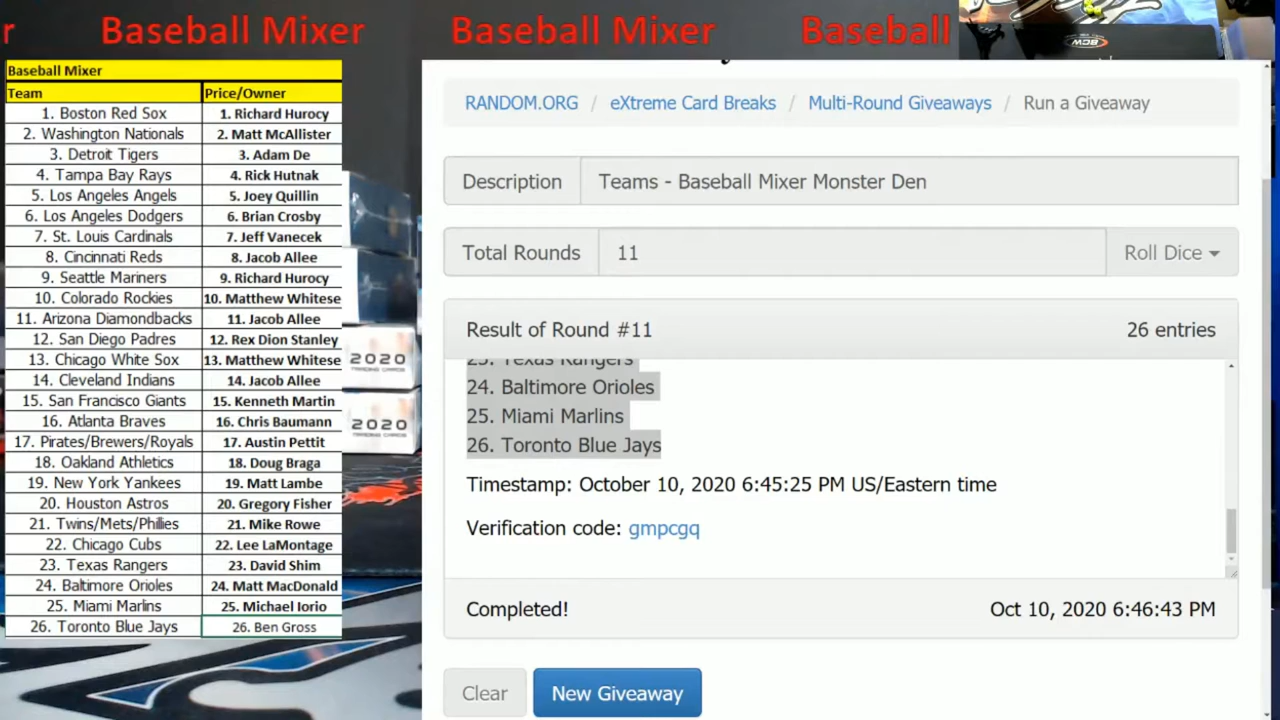 r Baseball Mixer Baseball Mixer Baseball
BCW
Baseball Mixer
Team Price/Owner
1. Boston Red Sox 1. Richard Hurocy
2. Washington Nationals 2. Matt McAllister
3. Detroit Tigers 3. Adam De
4. Tampa Bay Rays 4. Rick Hutnak
5. Los Angeles Angels 5. Joey Quillin
6. Los Angeles Dodgers 6. Brian Crosby
7. St. Louis Cardinals 7. Jeff Vanecek
8. Cincinnati Reds 8. Jacob Allee
9. Seattle Mariners 9. Richard Hurocy
10. Colorado Rockies 10. Matthew Whitese
11. Arizona Diamondbacks 11. Jacob Allee
12. San Diego Padres 12. Rex Dion Stanley
13. Chicago White Sox 13. Matthew Whitese
14. Cleveland Indians 14. Jacob Allee
15. San Francisco Giants 15. Kenneth Martin
16. Atlanta Braves 16. Chris Baumann
17. Pirates/Brewers/Royals 17. Austin Pettit
18. Oakland Athletics 18. Doug Braga
19. New York Yankees 19. Matt Lambe
20. Houston Astros 20. Gregory Fisher
21. Twins/Mets/Phillies 21. Mike Rowe
22. Chicago Cubs 22. Lee LaMontage
23. Texas Rangers 23. David Shim
24. Baltimore Orioles 24. Matt MacDonald
25. Miami Marlins 25. Michael Iorio
26. Toronto Blue Jays 26. Ben Gross
2020
TRADING CARDS
2020
TRADING CARDS
RANDOM.ORG / eXtreme Card Breaks / Multi-Round Giveaways / Run a Giveaway
Description Teams - Baseball Mixer Monster Den
Total Rounds 11 Roll Dice
Result of Round #11 26 entries
23. Texas Rangers
24. Baltimore Orioles
25. Miami Marlins
26. Toronto Blue Jays
Timestamp: October 10, 2020 6:45:25 PM US/Eastern time
Verification code: gmpcgq
Completed! Oct 10, 2020 6:46:43 PM
Clear New Giveaway